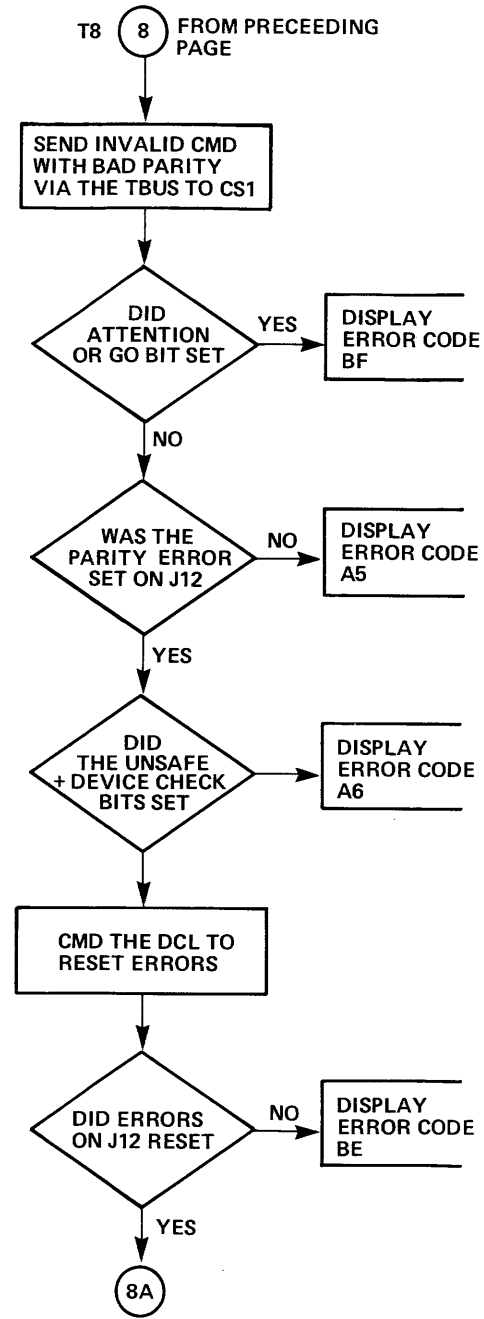 T8 8 FROM PRECEEDING
PAGE
SEND INVALID CMD
WITH BAD PARITY
VIA THE TBUS TO CS1
DID
ATTENTION
OR GO BIT SET
YES
DISPLAY
ERROR CODE
BF
NO
WAS THE
PARITY ERROR
SET ON J12
NO
DISPLAY
ERROR CODE
A5
YES
DID
THE UNSAFE
+ DEVICE CHECK
BITS SET
DISPLAY
ERROR CODE
A6
CMD THE DCL TO
RESET ERRORS
DID ERRORS
ON J12 RESET
NO
DISPLAY
ERROR CODE
BE
YES
8A